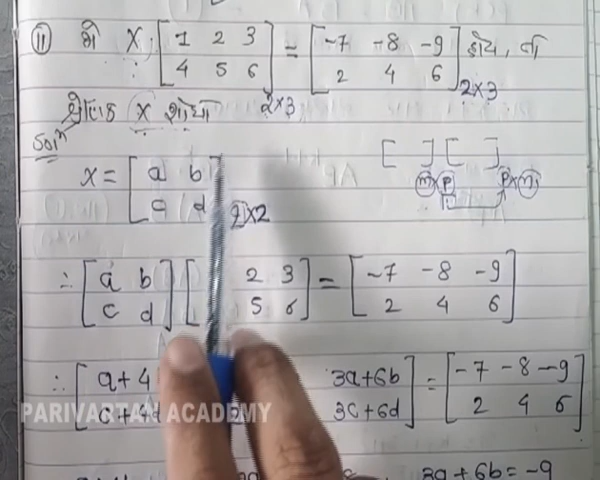 ⑪ જો X · [1 2 3 = [-7 -8 -9 હોય, તો
4 5 6]2×3 2 4 6]2×3
શ્રેણિક X શોધો
Solⁿ
x = [a b [ ] [ ]
c d]2×2 m×p p×n
∴ [a b [ 2 3 = [-7 -8 -9
c d] 5 6] 2 4 6]
∴ [a+4 3a+6b = [-7 -8 -9
c+4d 3c+6d] 2 4 6]
PARIVARTAN ACADEMY
3a+6b = -9